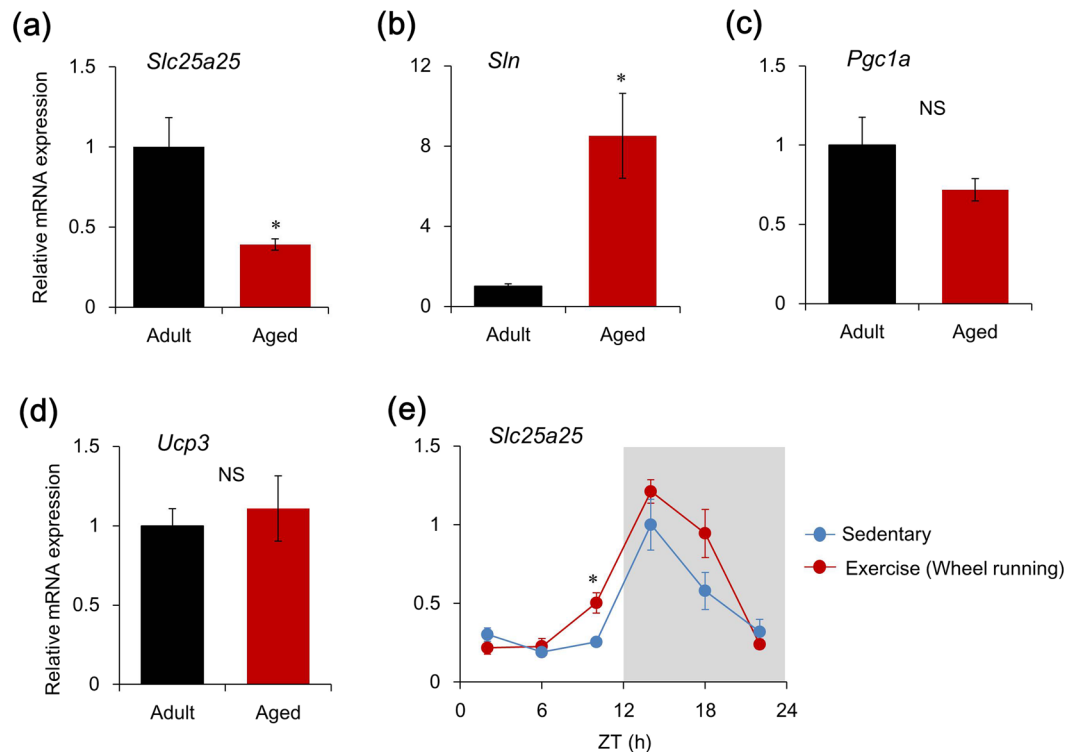 (a)
Slc25a25
Relative mRNA expression
1.5
1
0.5
0
*
Adult
Aged
(b)
Sln
12
8
4
0
*
Adult
Aged
(c)
Pgc1a
1.5
1
0.5
0
NS
Adult
Aged
(d)
Ucp3
Relative mRNA expression
1.5
1
0.5
0
NS
Adult
Aged
(e)
Slc25a25
1.5
1
0.5
0
*
0
6
12
18
24
ZT (h)
Sedentary
Exercise (Wheel running)